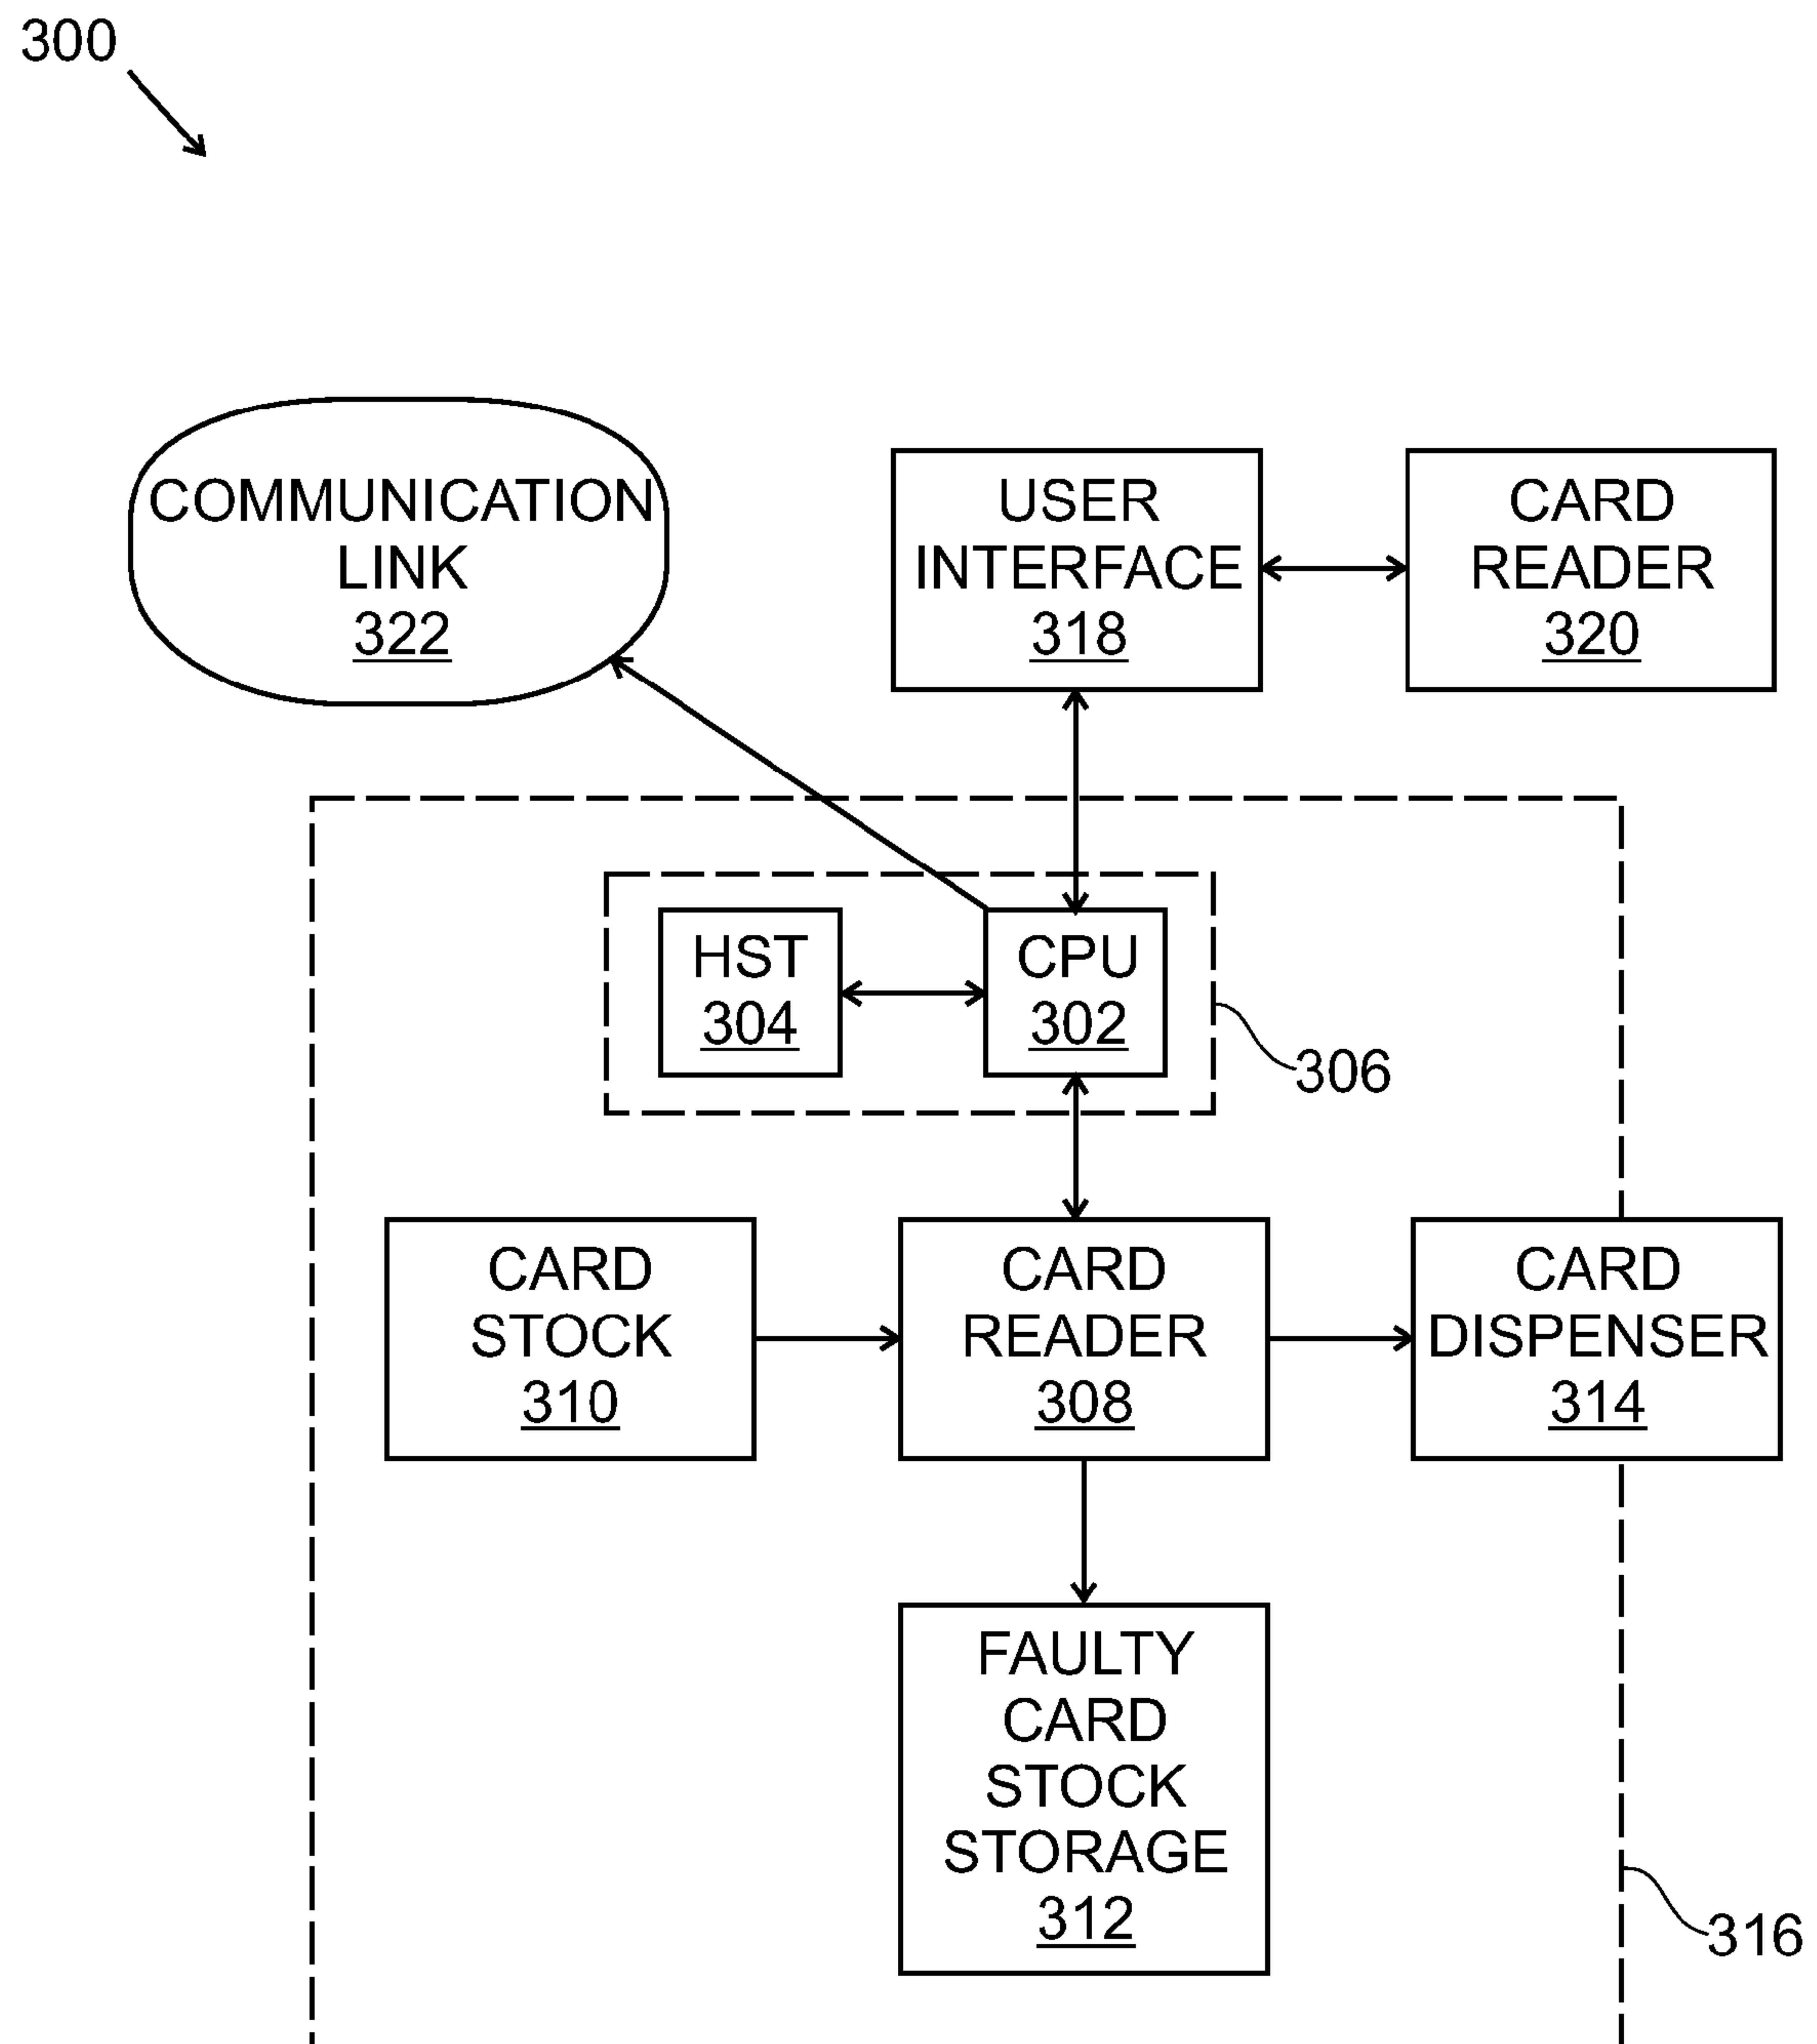 300
COMMUNICATION
LINK
322
USER
INTERFACE
318
CARD
READER
320
HST
304
CPU
302
306
CARD
STOCK
310
CARD
READER
308
CARD
DISPENSER
314
FAULTY
CARD
STOCK
STORAGE
312
316